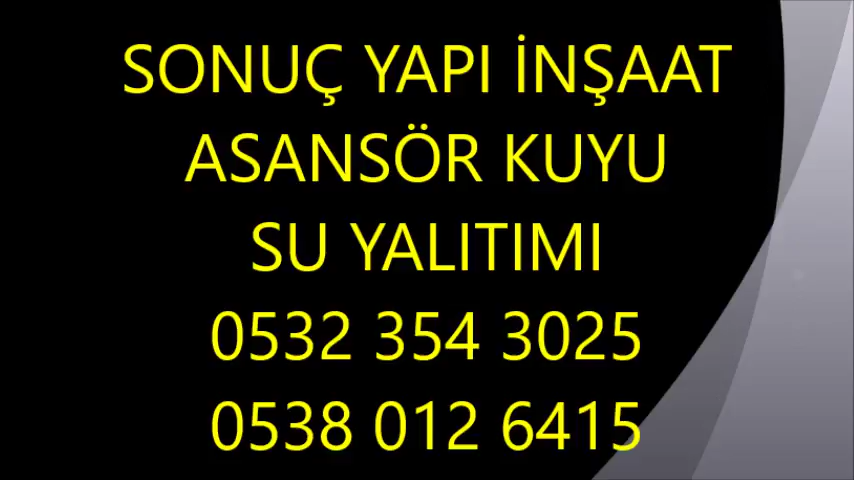 SONUÇ YAPI İNŞAAT
ASANSÖR KUYU
SU YALITIMI
0532 354 3025
0538 012 6415